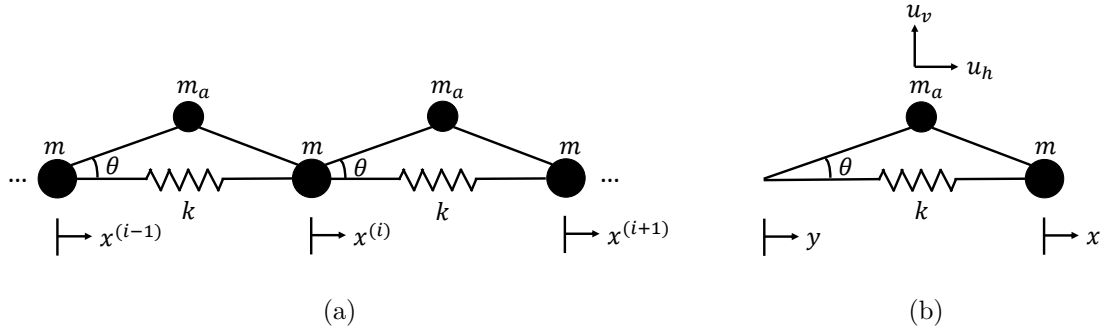 u_v
u_h
m_a m_a m_a
m m m m
θ θ θ
... ...
k k k
x^{(i-1)} x^{(i)} x^{(i+1)} y x
(a) (b)